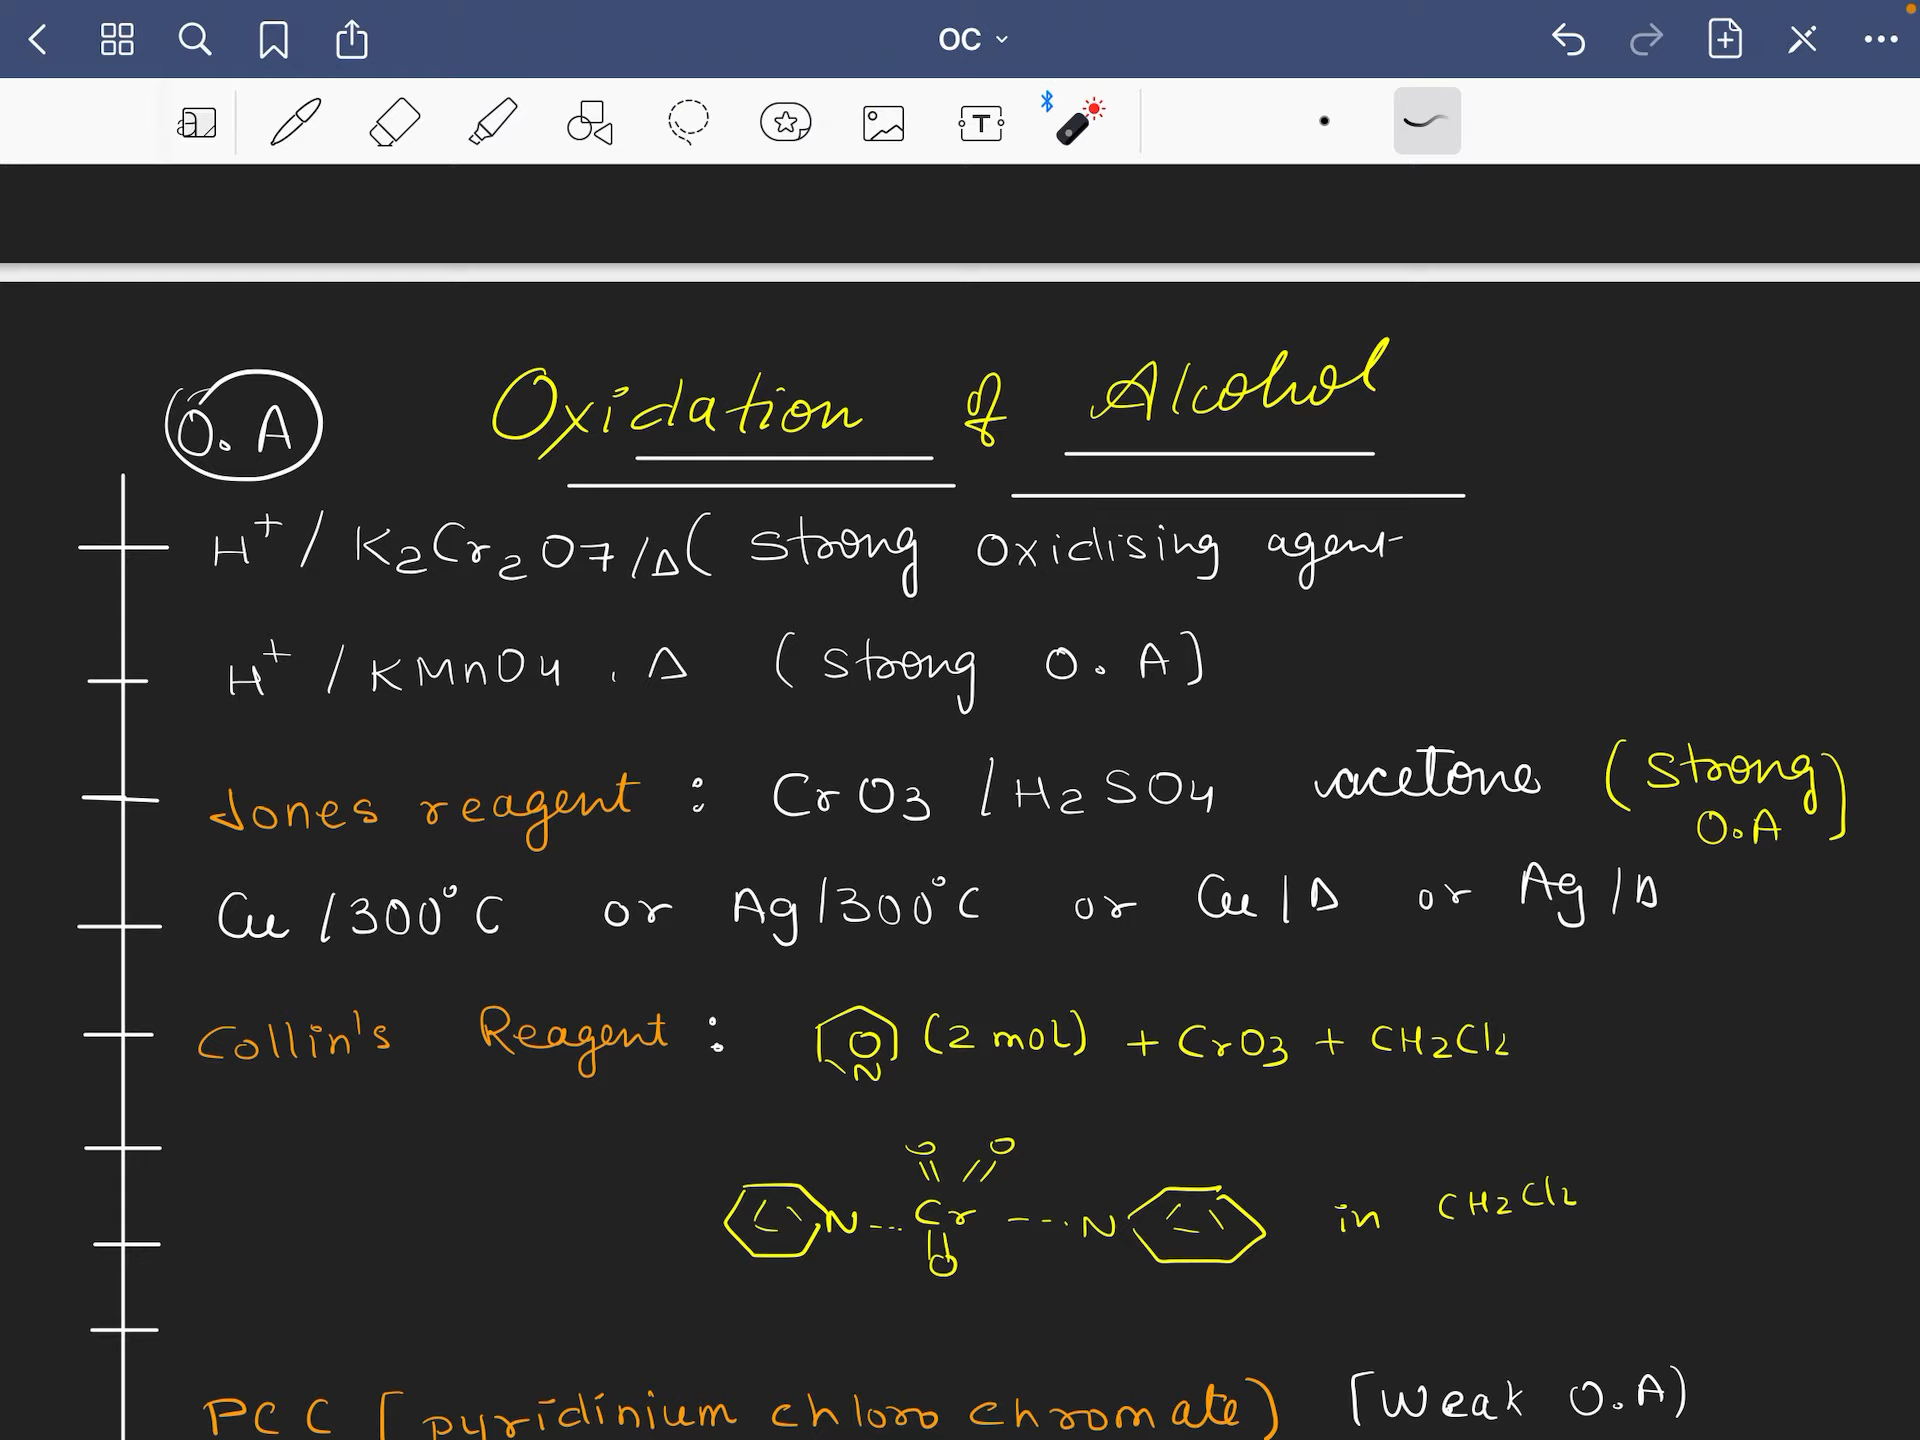 OC
T
O.A
Oxidation of Alcohol
H+ / K2Cr2O7/Δ ( strong oxidising agent
H+ / KMnO4 , Δ (strong O.A)
Jones reagent : CrO3 / H2SO4 acetone (strong O.A)
Cu /300°C or Ag/300°C or Cu/Δ or Ag/Δ
Collin's Reagent : N (2 mol) + CrO3 + CH2Cl2
O O
N Cr N in CH2Cl2
O
PCC [pyridinium chloro chromate) [Weak O.A)